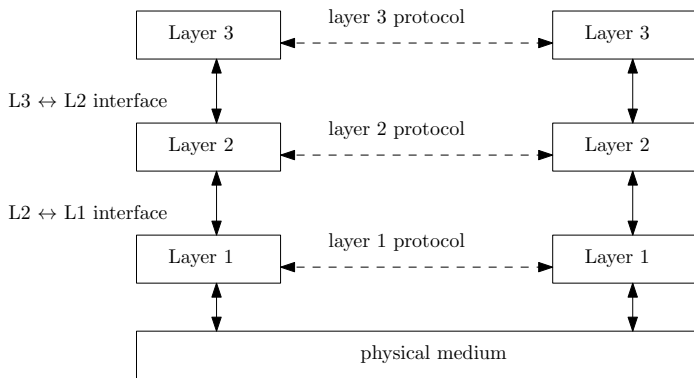 layer 3 protocol
Layer 3
Layer 3
L3 ↔ L2 interface
layer 2 protocol
Layer 2
Layer 2
L2 ↔ L1 interface
layer 1 protocol
Layer 1
Layer 1
physical medium